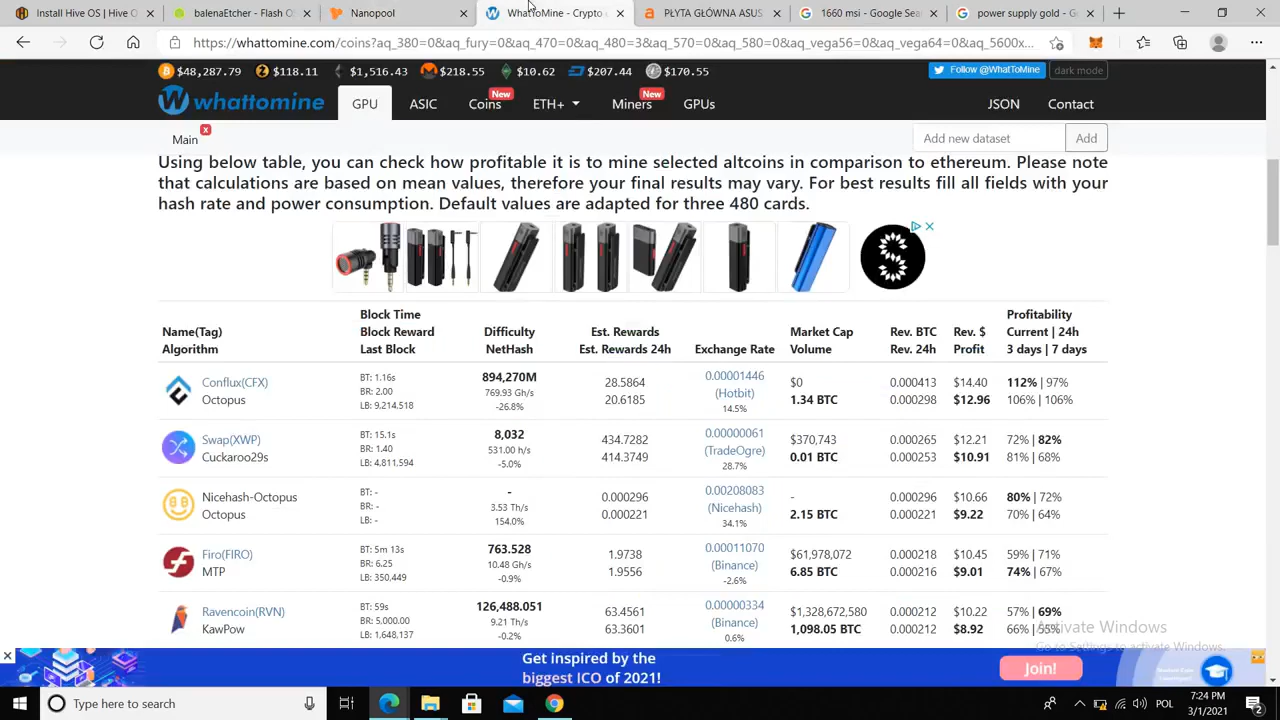 Install Hive OS | Hive O
balenaEtcher - Flash OS
Nanopool
WhatToMine - Crypto c
PŁYTA GŁÓWNA ASUS
1660 msi - Google Sear
power supply gold - Go
https://whattomine.com/coins?aq_380=0&aq_fury=0&aq_470=0&aq_480=3&aq_570=0&aq_580=0&aq_vega56=0&aq_vega64=0&aq_5600x...
$48,287.79 $118.11 $1,516.43 $218.55 $10.62 $207.44 $170.55
Follow @WhatToMine dark mode
whattomine GPU ASIC Coins New ETH+ Miners New GPUs JSON Contact
Main x Add new dataset Add
Using below table, you can check how profitable it is to mine selected altcoins in comparison to ethereum. Please note
that calculations are based on mean values, therefore your final results may vary. For best results fill all fields with your
hash rate and power consumption. Default values are adapted for three 480 cards.
Name(Tag)
Algorithm
Block Time
Block Reward
Last Block
Difficulty
NetHash
Est. Rewards
Est. Rewards 24h
Exchange Rate
Market Cap
Volume
Rev. BTC
Rev. 24h
Rev. $
Profit
Profitability
Current | 24h
3 days | 7 days
Conflux(CFX)
Octopus
BT: 1.16s
BR: 2.00
LB: 9,214.518
894,270M
769.93 Gh/s
-26.8%
28.5864
20.6185
0.00001446
(Hotbit)
14.5%
$0
1.34 BTC
0.000413
0.000298
$14.40
$12.96
112% | 97%
106% | 106%
Swap(XWP)
Cuckaroo29s
BT: 15.1s
BR: 1.40
LB: 4,811.594
8,032
531.00 h/s
-5.0%
434.7282
414.3749
0.00000061
(TradeOgre)
28.7%
$370,743
0.01 BTC
0.000265
0.000253
$12.21
$10.91
72% | 82%
81% | 68%
Nicehash-Octopus
Octopus
BT: -
BR: -
LB: -
-
3.53 Th/s
154.0%
0.000296
0.000221
0.00208083
(Nicehash)
34.1%
-
2.15 BTC
0.000296
0.000221
$10.66
$9.22
80% | 72%
70% | 64%
Firo(FIRO)
MTP
BT: 5m 13s
BR: 6.25
LB: 350.449
763.528
10.48 Gh/s
-0.9%
1.9738
1.9556
0.00011070
(Binance)
-2.6%
$61,978,072
6.85 BTC
0.000218
0.000216
$10.45
$9.01
59% | 71%
74% | 67%
Ravencoin(RVN)
KawPow
BT: 59s
BR: 5,000.00
LB: 1,648.137
126,488.051
9.21 Th/s
-0.2%
63.4561
63.3601
0.00000334
(Binance)
0.6%
$1,328,672,580
1,098.05 BTC
0.000212
0.000212
$10.22
$8.92
57% | 69%
66% | 55%
Activate Windows
Go to Settings to activate Windows.
Get inspired by the
biggest ICO of 2021!
Join!
Type here to search
POL
7:24 PM
3/1/2021
2